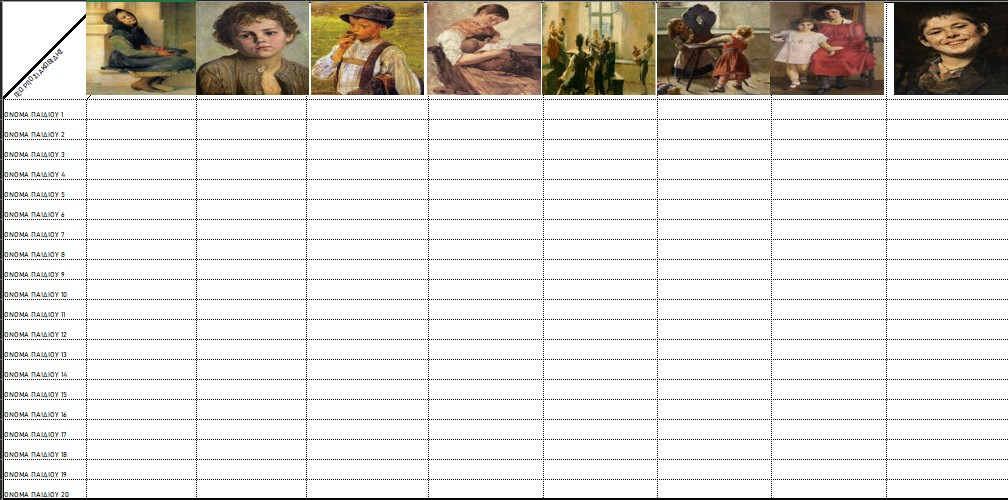 ΓΕΩΡΓΙΟΣ ΙΑΚΩΒΙΔΗΣ
ΟΝΟΜΑ ΠΑΙΔΙΟΥ 1
ΟΝΟΜΑ ΠΑΙΔΙΟΥ 2
ΟΝΟΜΑ ΠΑΙΔΙΟΥ 3
ΟΝΟΜΑ ΠΑΙΔΙΟΥ 4
ΟΝΟΜΑ ΠΑΙΔΙΟΥ 5
ΟΝΟΜΑ ΠΑΙΔΙΟΥ 6
ΟΝΟΜΑ ΠΑΙΔΙΟΥ 7
ΟΝΟΜΑ ΠΑΙΔΙΟΥ 8
ΟΝΟΜΑ ΠΑΙΔΙΟΥ 9
ΟΝΟΜΑ ΠΑΙΔΙΟΥ 10
ΟΝΟΜΑ ΠΑΙΔΙΟΥ 11
ΟΝΟΜΑ ΠΑΙΔΙΟΥ 12
ΟΝΟΜΑ ΠΑΙΔΙΟΥ 13
ΟΝΟΜΑ ΠΑΙΔΙΟΥ 14
ΟΝΟΜΑ ΠΑΙΔΙΟΥ 15
ΟΝΟΜΑ ΠΑΙΔΙΟΥ 16
ΟΝΟΜΑ ΠΑΙΔΙΟΥ 17
ΟΝΟΜΑ ΠΑΙΔΙΟΥ 18
ΟΝΟΜΑ ΠΑΙΔΙΟΥ 19
ΟΝΟΜΑ ΠΑΙΔΙΟΥ 20